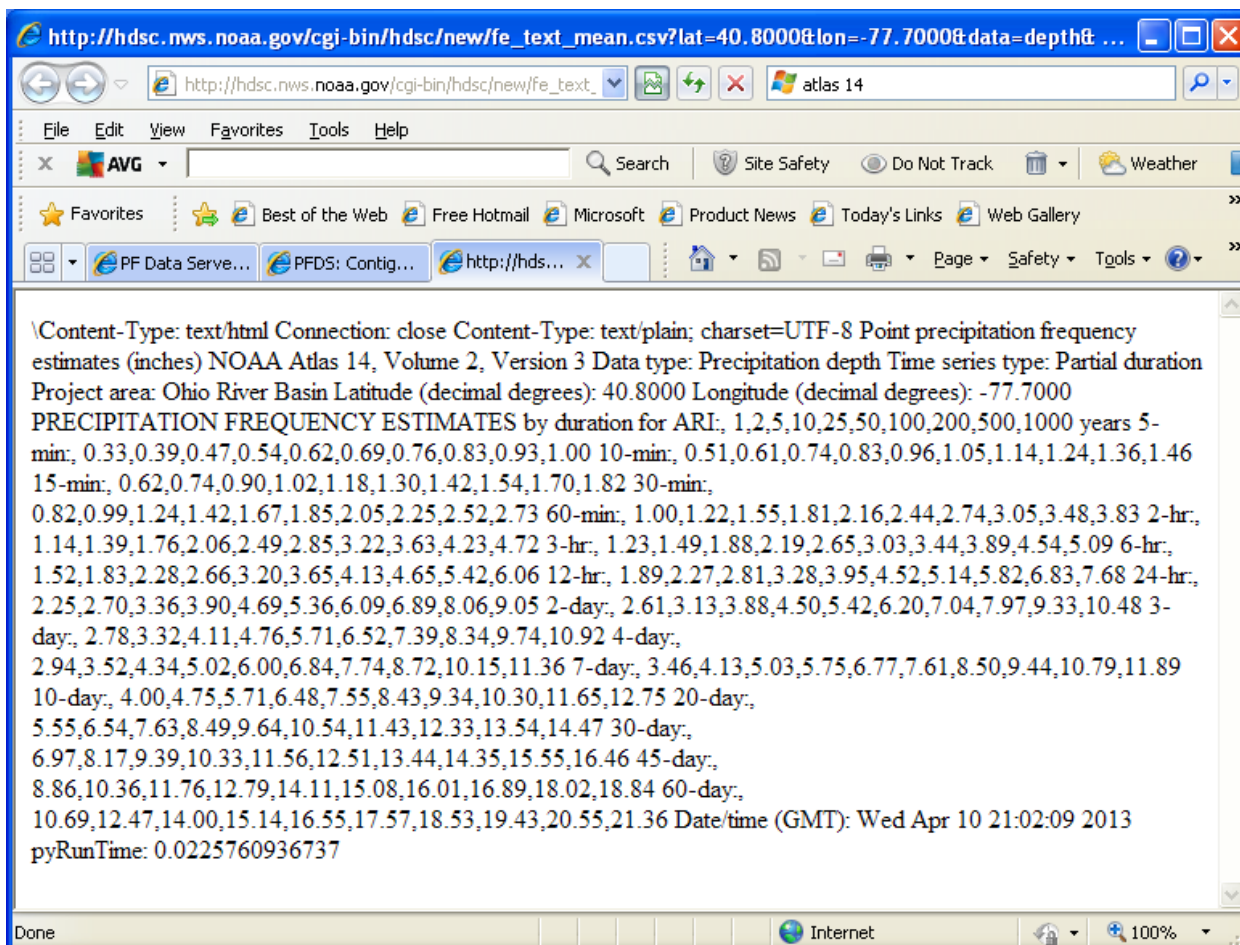 http://hdsc.nws.noaa.gov/cgi-bin/hdsc/new/fe_text_mean.csv?lat=40.8000&lon=-77.7000&data=depth& ...
http://hdsc.nws.noaa.gov/cgi-bin/hdsc/new/fe_text_ atlas 14
File Edit View Favorites Tools Help
x AVG Search Site Safety Do Not Track Weather
Favorites Best of the Web Free Hotmail Microsoft Product News Today's Links Web Gallery »
PF Data Serve... PFDS: Contig... http://hds... Page Safety Tools »
\Content-Type: text/html Connection: close Content-Type: text/plain; charset=UTF-8 Point precipitation frequency
estimates (inches) NOAA Atlas 14, Volume 2, Version 3 Data type: Precipitation depth Time series type: Partial duration
Project area: Ohio River Basin Latitude (decimal degrees): 40.8000 Longitude (decimal degrees): -77.7000
PRECIPITATION FREQUENCY ESTIMATES by duration for ARI:, 1,2,5,10,25,50,100,200,500,1000 years 5-
min:, 0.33,0.39,0.47,0.54,0.62,0.69,0.76,0.83,0.93,1.00 10-min:, 0.51,0.61,0.74,0.83,0.96,1.05,1.14,1.24,1.36,1.46
15-min:, 0.62,0.74,0.90,1.02,1.18,1.30,1.42,1.54,1.70,1.82 30-min:,
0.82,0.99,1.24,1.42,1.67,1.85,2.05,2.25,2.52,2.73 60-min:, 1.00,1.22,1.55,1.81,2.16,2.44,2.74,3.05,3.48,3.83 2-hr:,
1.14,1.39,1.76,2.06,2.49,2.85,3.22,3.63,4.23,4.72 3-hr:, 1.23,1.49,1.88,2.19,2.65,3.03,3.44,3.89,4.54,5.09 6-hr:,
1.52,1.83,2.28,2.66,3.20,3.65,4.13,4.65,5.42,6.06 12-hr:, 1.89,2.27,2.81,3.28,3.95,4.52,5.14,5.82,6.83,7.68 24-hr:,
2.25,2.70,3.36,3.90,4.69,5.36,6.09,6.89,8.06,9.05 2-day:, 2.61,3.13,3.88,4.50,5.42,6.20,7.04,7.97,9.33,10.48 3-
day:, 2.78,3.32,4.11,4.76,5.71,6.52,7.39,8.34,9.74,10.92 4-day:,
2.94,3.52,4.34,5.02,6.00,6.84,7.74,8.72,10.15,11.36 7-day:, 3.46,4.13,5.03,5.75,6.77,7.61,8.50,9.44,10.79,11.89
10-day:, 4.00,4.75,5.71,6.48,7.55,8.43,9.34,10.30,11.65,12.75 20-day:,
5.55,6.54,7.63,8.49,9.64,10.54,11.43,12.33,13.54,14.47 30-day:,
6.97,8.17,9.39,10.33,11.56,12.51,13.44,14.35,15.55,16.46 45-day:,
8.86,10.36,11.76,12.79,14.11,15.08,16.01,16.89,18.02,18.84 60-day:,
10.69,12.47,14.00,15.14,16.55,17.57,18.53,19.43,20.55,21.36 Date/time (GMT): Wed Apr 10 21:02:09 2013
pyRunTime: 0.0225760936737
Done Internet 100%